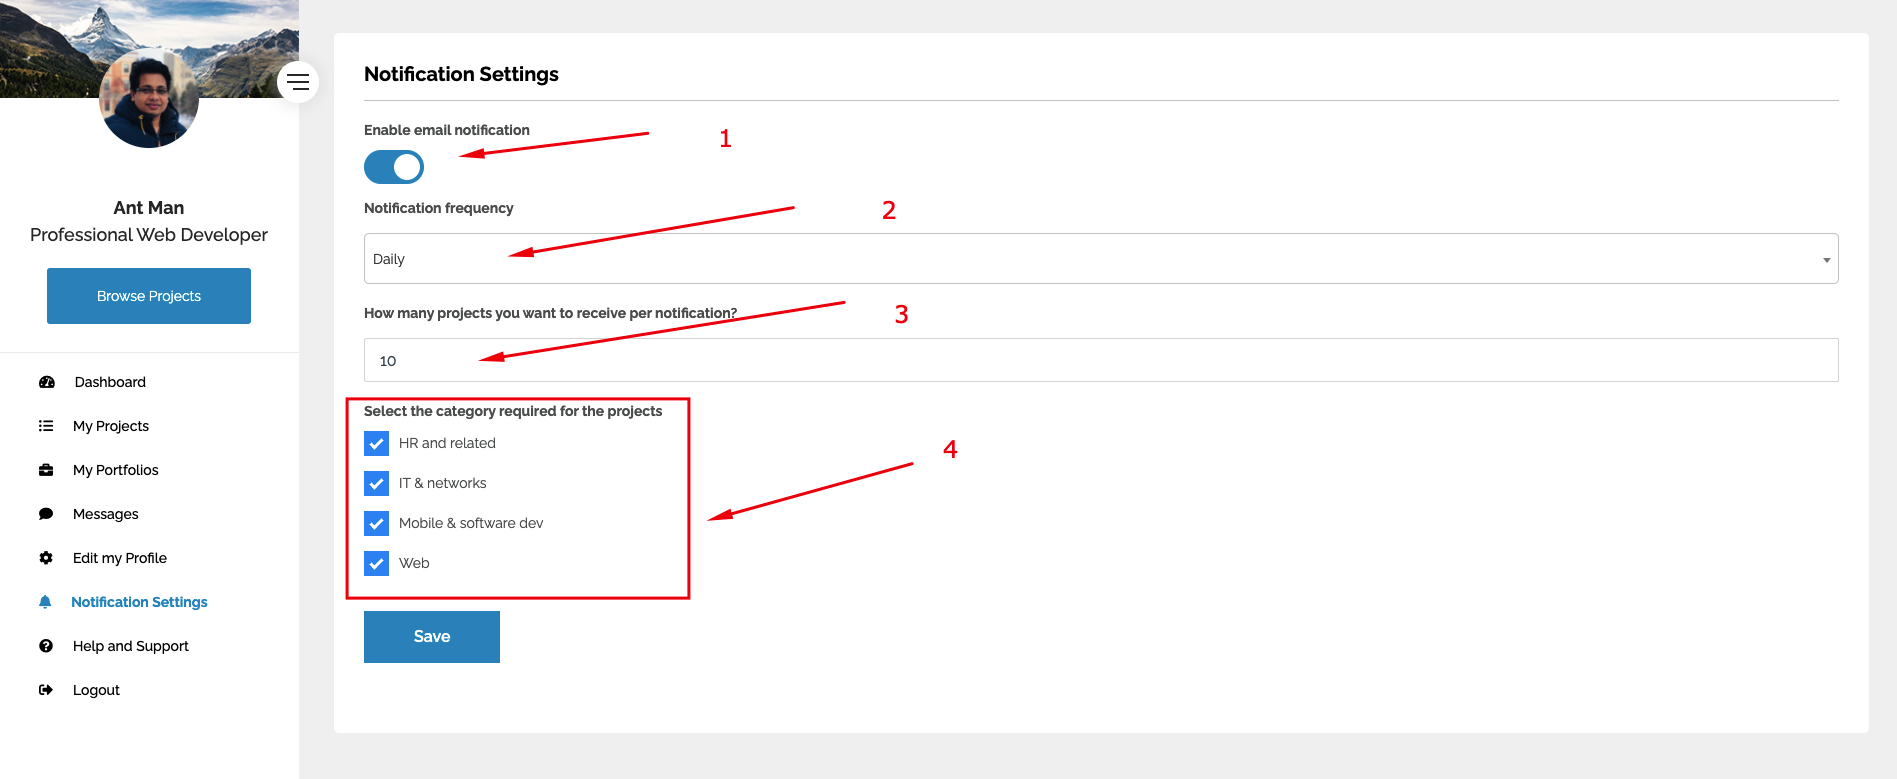 Ant Man
Professional Web Developer
Browse Projects
Dashboard
My Projects
My Portfolios
Messages
Edit my Profile
Notification Settings
Help and Support
Logout
Notification Settings
Enable email notification
1
Notification frequency
2
Daily
How many projects you want to receive per notification?
3
10
Select the category required for the projects
HR and related
4
IT & networks
Mobile & software dev
Web
Save